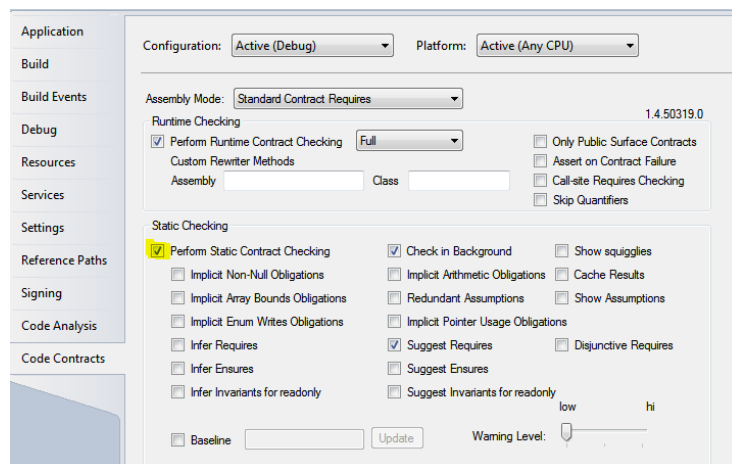 Application
Build
Build Events
Debug
Resources
Services
Settings
Reference Paths
Signing
Code Analysis
Code Contracts
Configuration: Active (Debug) Platform: Active (Any CPU)
Assembly Mode: Standard Contract Requires
1.4.50319.0
Runtime Checking
Perform Runtime Contract Checking Full Only Public Surface Contracts
Custom Rewriter Methods Assert on Contract Failure
Assembly Class Call-site Requires Checking
Skip Quantifiers
Static Checking
Perform Static Contract Checking Check in Background Show squigglies
Implicit Non-Null Obligations Implicit Arithmetic Obligations Cache Results
Implicit Array Bounds Obligations Redundant Assumptions Show Assumptions
Implicit Enum Writes Obligations Implicit Pointer Usage Obligations
Infer Requires Suggest Requires Disjunctive Requires
Infer Ensures Suggest Ensures
Infer Invariants for readonly Suggest Invariants for readonly
low hi
Baseline Update Warning Level: